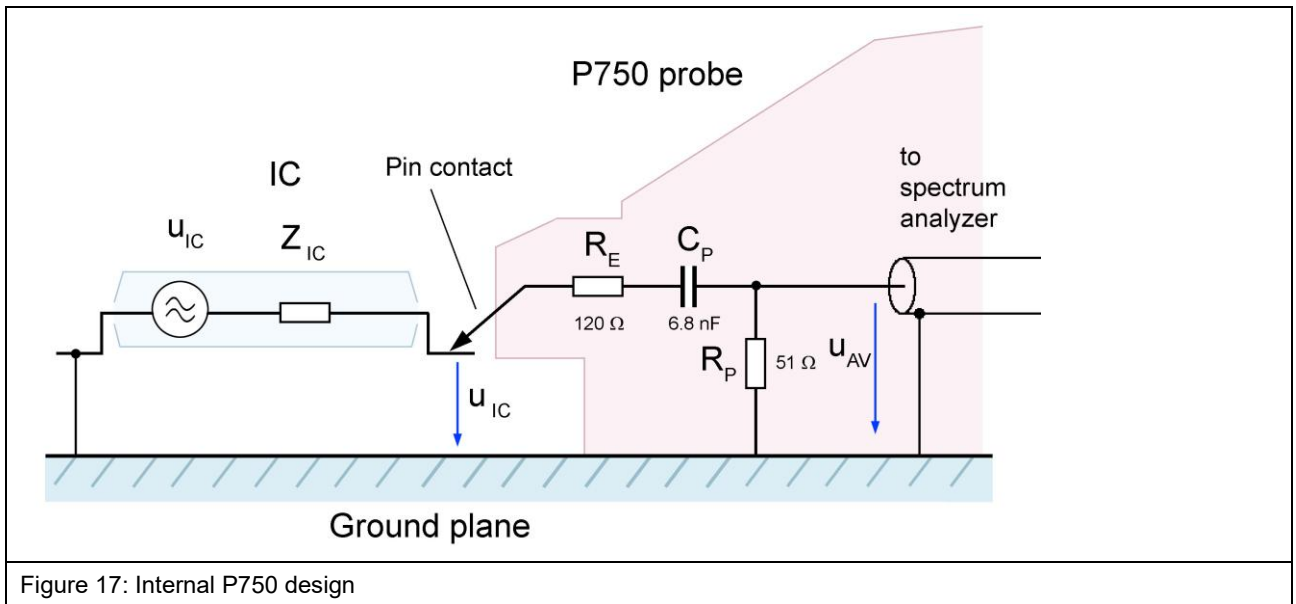 P750 probe
to
spectrum
analyzer
IC
Pin contact
u IC
Z IC
R E
C P
120 Ω
6.8 nF
R P
51 Ω
u AV
u IC
Ground plane
Figure 17: Internal P750 design